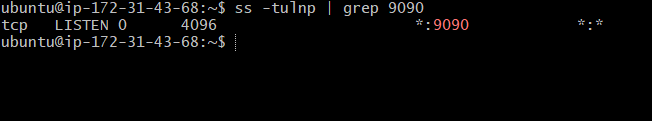 ubuntu@ip-172-31-43-68:~$ ss -tulnp | grep 9090
tcp   LISTEN 0      4096                         *:9090             *:*
ubuntu@ip-172-31-43-68:~$